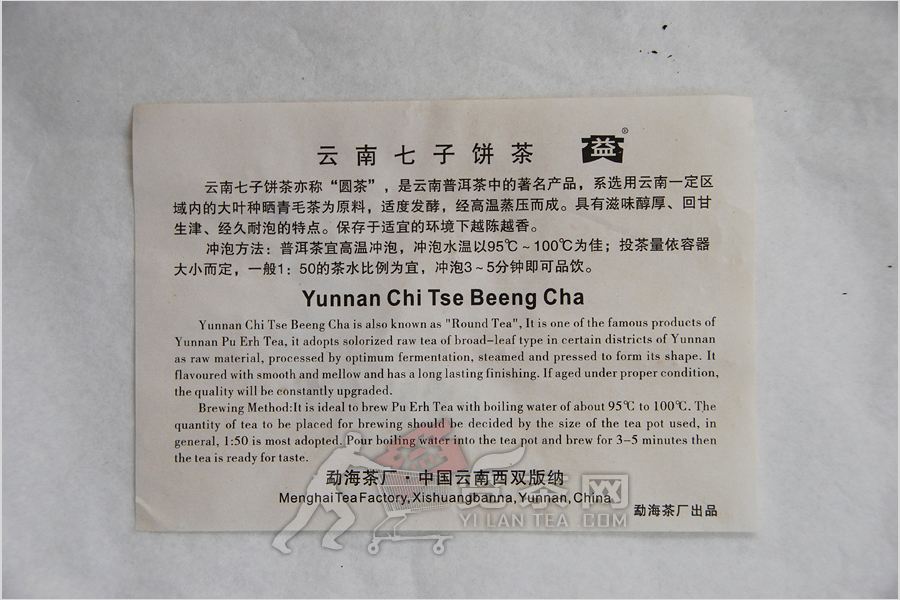 云南七子饼茶 益®
云南七子饼茶亦称“圆茶”，是云南普洱茶中的著名产品，系选用云南一定区
域内的大叶种晒青毛茶为原料，适度发酵，经高温蒸压而成。具有滋味醇厚、回甘
生津、经久耐泡的特点。保存于适宜的环境下越陈越香。
冲泡方法：普洱茶宜高温冲泡，冲泡水温以95℃～100℃为佳；投茶量依容器
大小而定，一般1：50的茶水比例为宜，冲泡3～5分钟即可品饮。
Yunnan Chi Tse Beeng Cha
Yunnan Chi Tse Beeng Cha is also known as "Round Tea", It is one of the famous products of
Yunnan Pu Erh Tea, it adopts solorized raw tea of broad-leaf type in certain districts of Yunnan
as raw material, processed by optimum fermentation, steamed and pressed to form its shape. It
flavoured with smooth and mellow and has a long lasting finishing. If aged under proper condition,
the quality will be constantly upgraded.
Brewing Method:It is ideal to brew Pu Erh Tea with boiling water of about 95℃ to 100℃. The
quantity of tea to be placed for brewing should be decided by the size of the tea pot used, in
general, 1:50 is most adopted. Pour boiling water into the tea pot and brew for 3-5 minutes then
the tea is ready for taste.
勐海茶厂·中国云南西双版纳
Menghai Tea Factory, Xishuangbanna, Yunnan, China
勐海茶厂出品
茶网
YI LAN TEA .COM